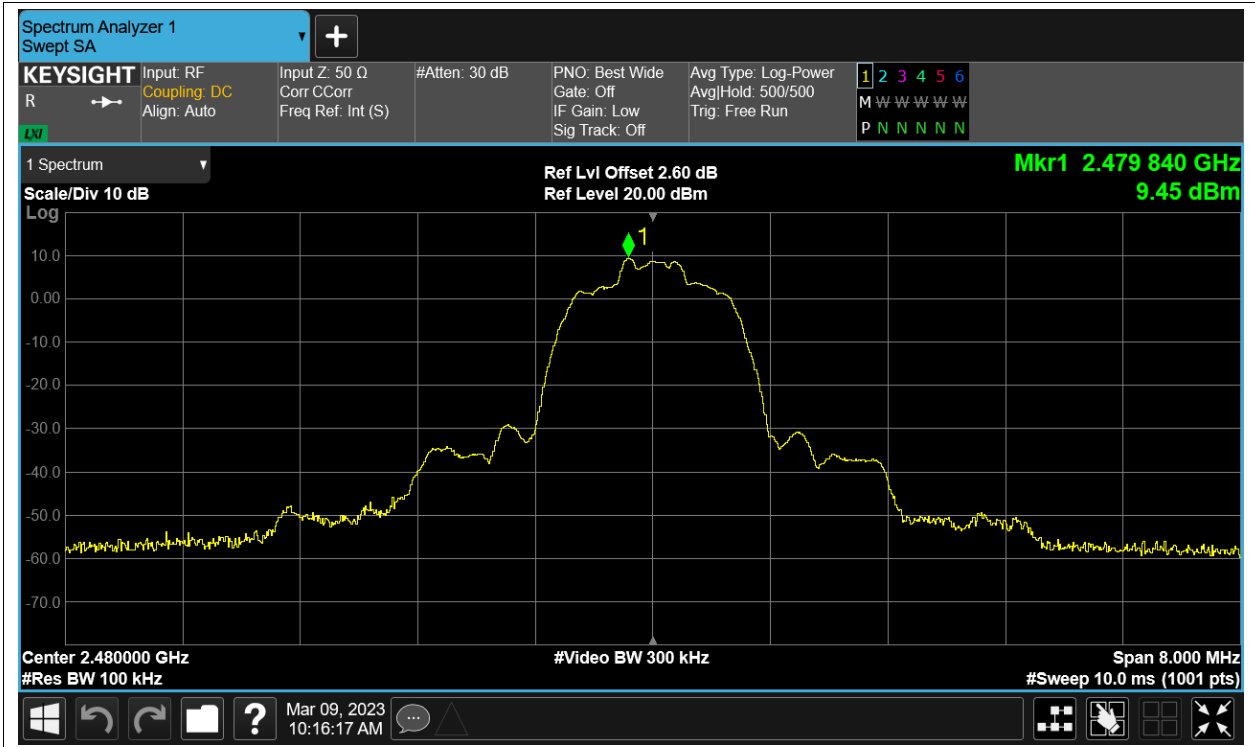 Spectrum Analyzer 1
Swept SA
KEYSIGHT
R
LXI
Input: RF
Coupling: DC
Align: Auto
Input Z: 50 Ω
Corr CCorr
Freq Ref: Int (S)
#Atten: 30 dB
PNO: Best Wide
Gate: Off
IF Gain: Low
Sig Track: Off
Avg Type: Log-Power
Avg|Hold: 500/500
Trig: Free Run
1 2 3 4 5 6
M W W W W W
P N N N N N
1 Spectrum
Scale/Div 10 dB
Log
Ref Lvl Offset 2.60 dB
Ref Level 20.00 dBm
Mkr1 2.479 840 GHz
9.45 dBm
1
10.0
0.00
-10.0
-20.0
-30.0
-40.0
-50.0
-60.0
-70.0
Center 2.480000 GHz
#Video BW 300 kHz
Span 8.000 MHz
#Res BW 100 kHz
#Sweep 10.0 ms (1001 pts)
?
Mar 09, 2023
10:16:17 AM